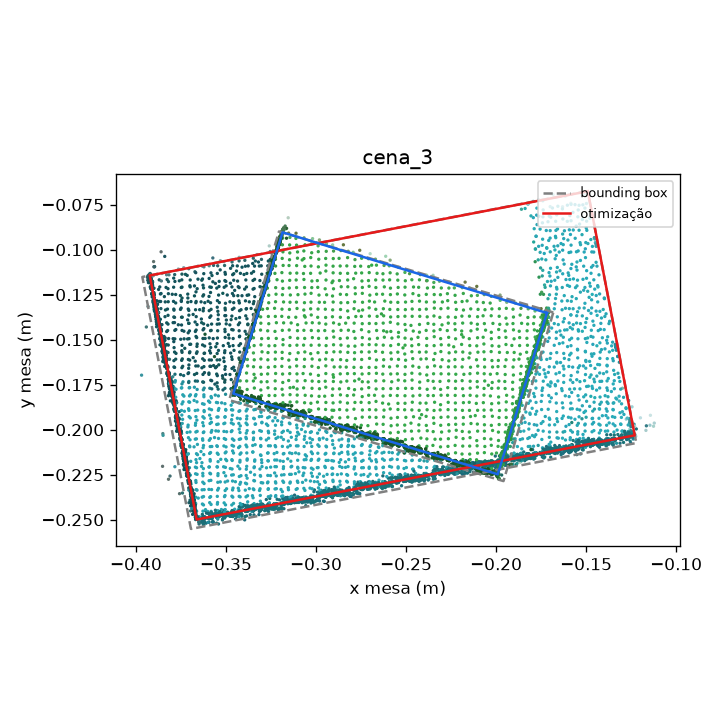 cena_3
bounding box
otimização
−0.075
−0.100
−0.125
−0.150
−0.175
−0.200
−0.225
−0.250
y mesa (m)
−0.40 −0.35 −0.30 −0.25 −0.20 −0.15 −0.10
x mesa (m)